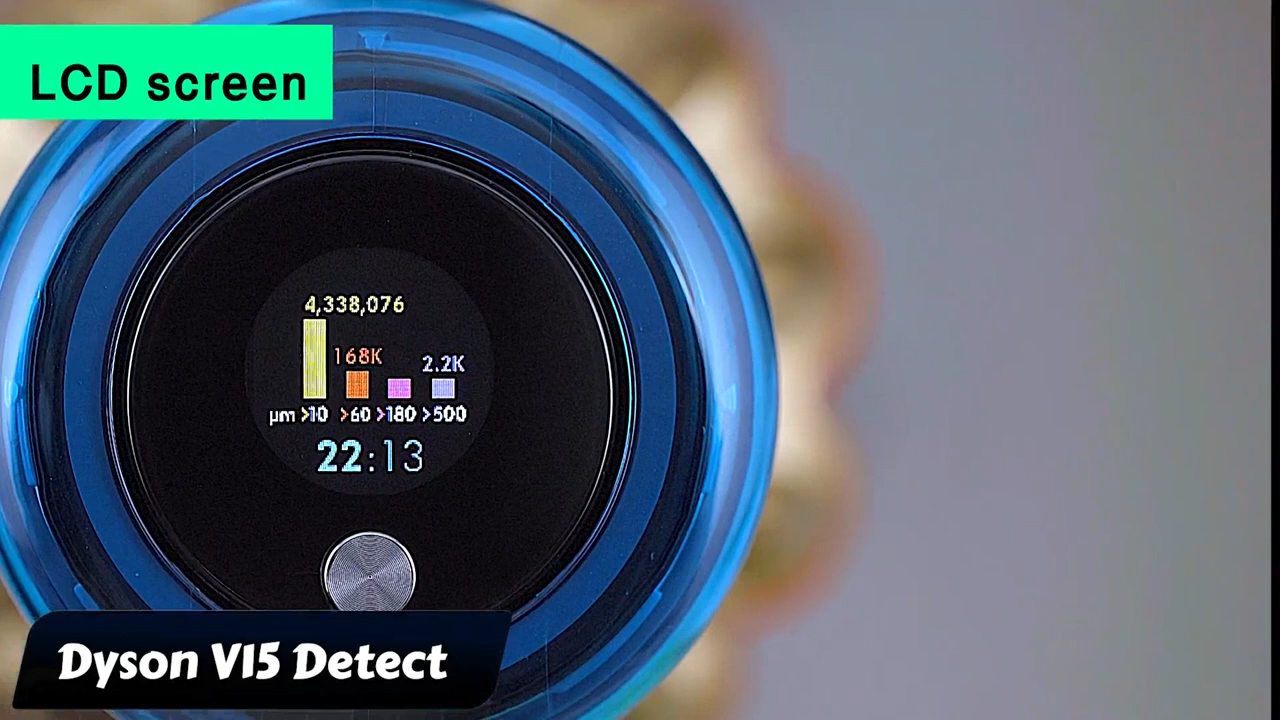 LCD screen
4,338,076
168K
2.2K
µm >10 >60 >180 >500
22:13
Dyson V15 Detect